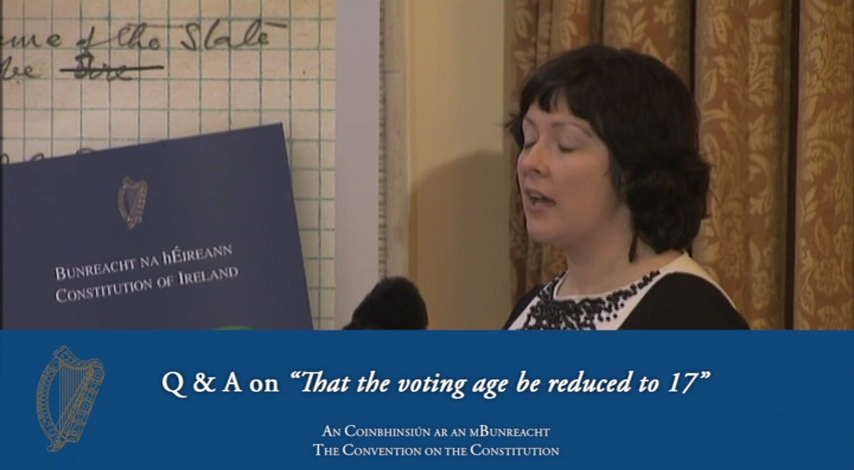 of the State
BUNREACHT NA hÉIREANN
CONSTITUTION OF IRELAND
Q & A on “That the voting age be reduced to 17”
AN COINBHINSIÚN AR AN MBUNREACHT
THE CONVENTION ON THE CONSTITUTION